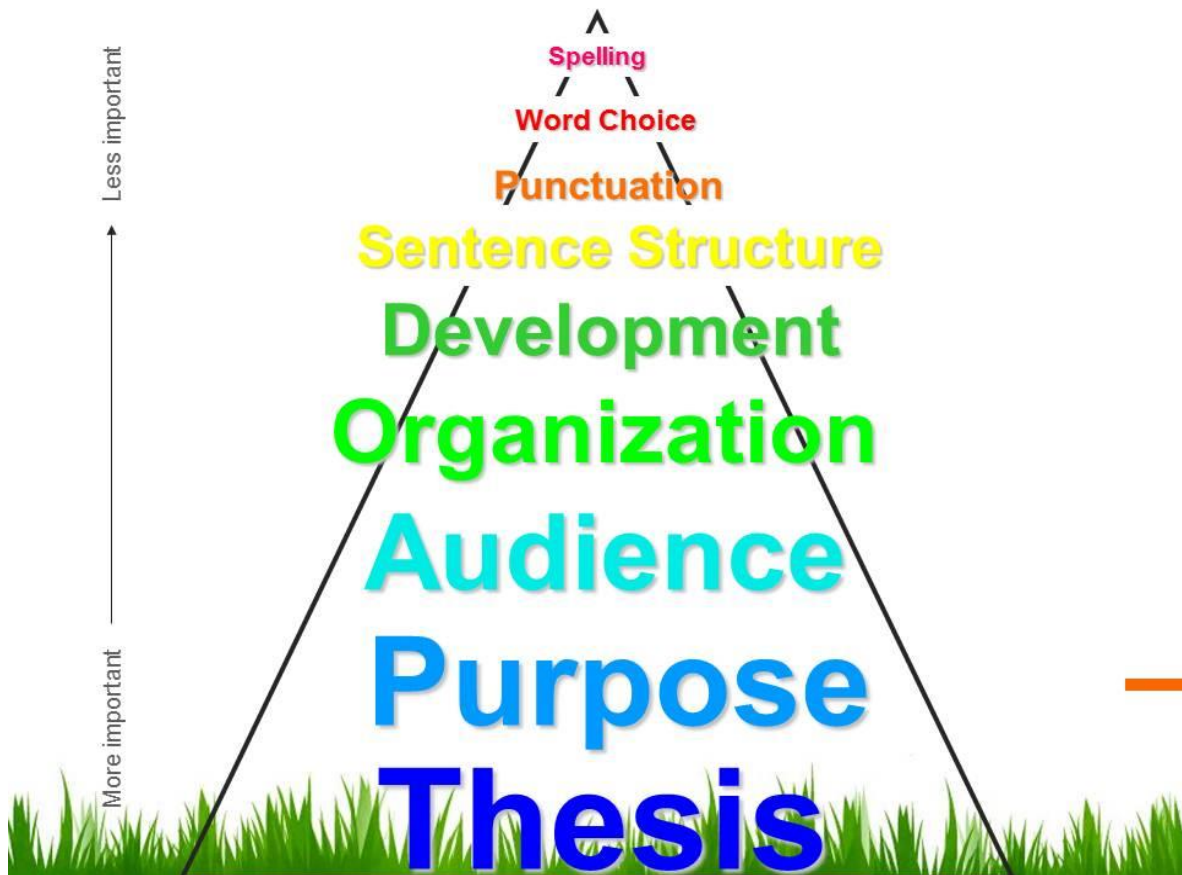 Spelling
Word Choice
Punctuation
Sentence Structure
Development
Organization
Audience
Purpose
Thesis
Less important
More important